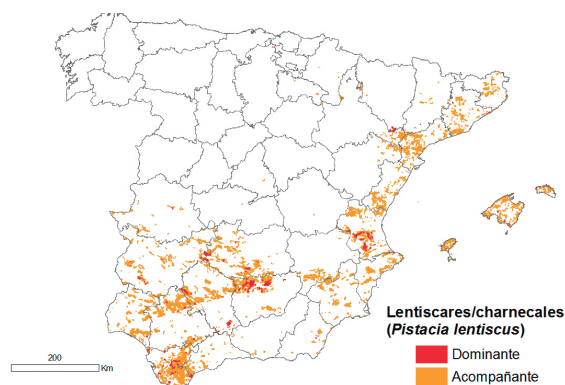 Lentiscares/charnecales
(Pistacia lentiscus)
Dominante
Acompañante
200
Km